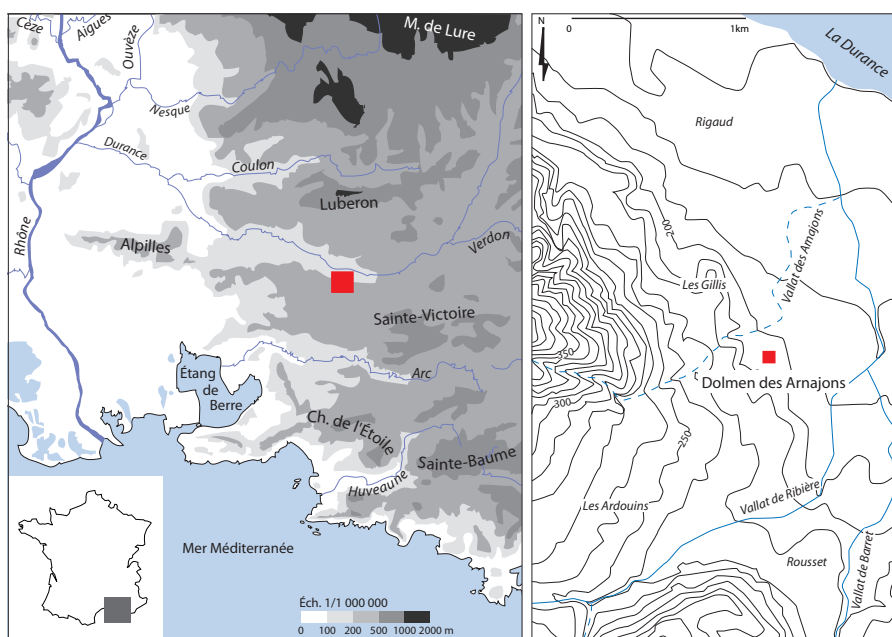 Cèze
Aigues
Ouvèze
M. de Lure
Nesque
Durance
Coulon
Luberon
Rhône
Alpilles
Verdon
Sainte-Victoire
Étang
de
Berre
Arc
Ch. de l'Étoile
Sainte-Baume
Huveaune
Mer Méditerranée
Éch. 1/1 000 000
0 100 200 500 1000 2000 m
N
0 1km
La Durance
Rigaud
200
Vallat des Arnajons
Les Gillis
350
Dolmen des Arnajons
300
250
Les Ardouins
Vallat de Ribière
Rousset
Vallat de Barret